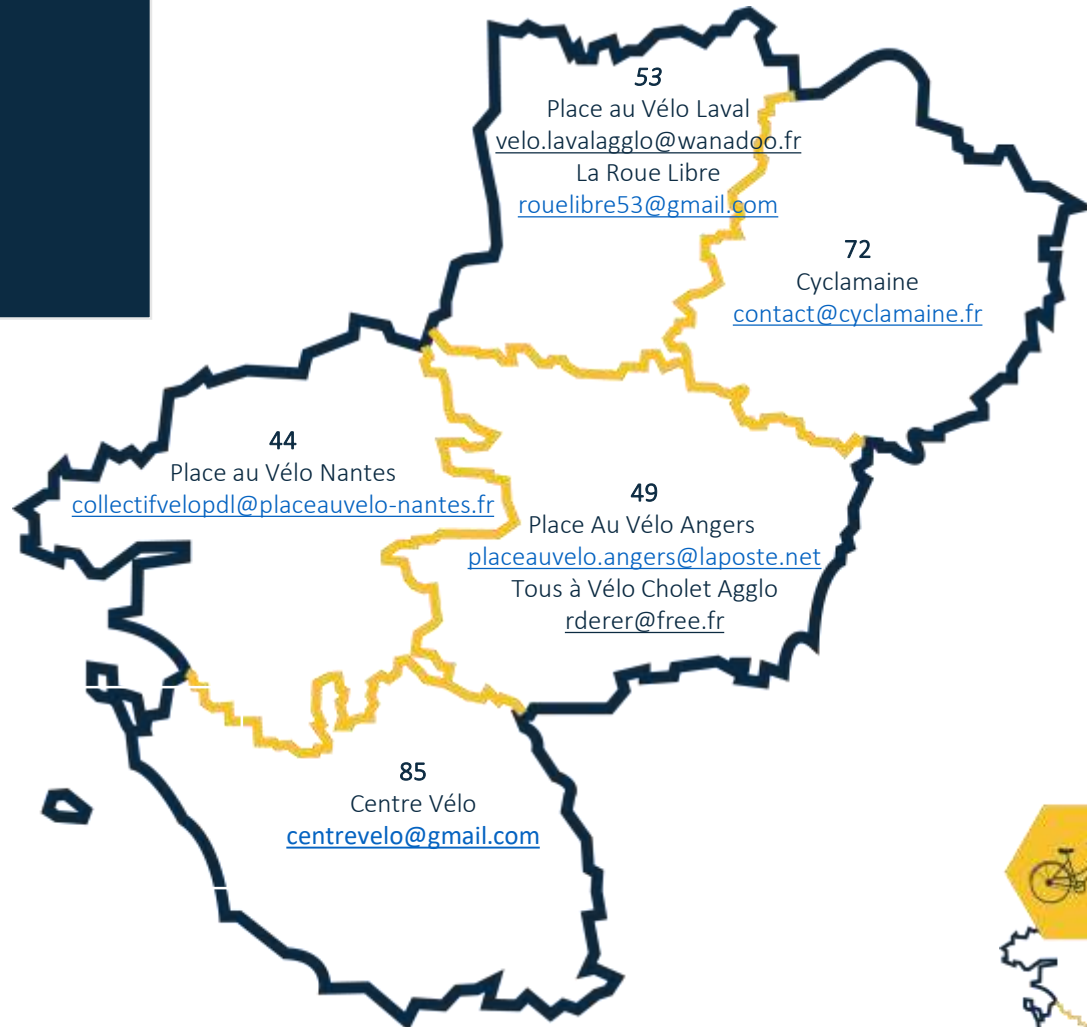 53
Place au Vélo Laval
velo.lavalagglo@wanadoo.fr
La Roue Libre
rouelibre53@gmail.com
72
Cyclamaine
contact@cyclamaine.fr
44
Place au Vélo Nantes
collectifvelopdl@placeauvelo-nantes.fr
49
Place Au Vélo Angers
placeauvelo.angers@laposte.net
Tous à Vélo Cholet Agglo
rderer@free.fr
85
Centre Vélo
centrevelo@gmail.com